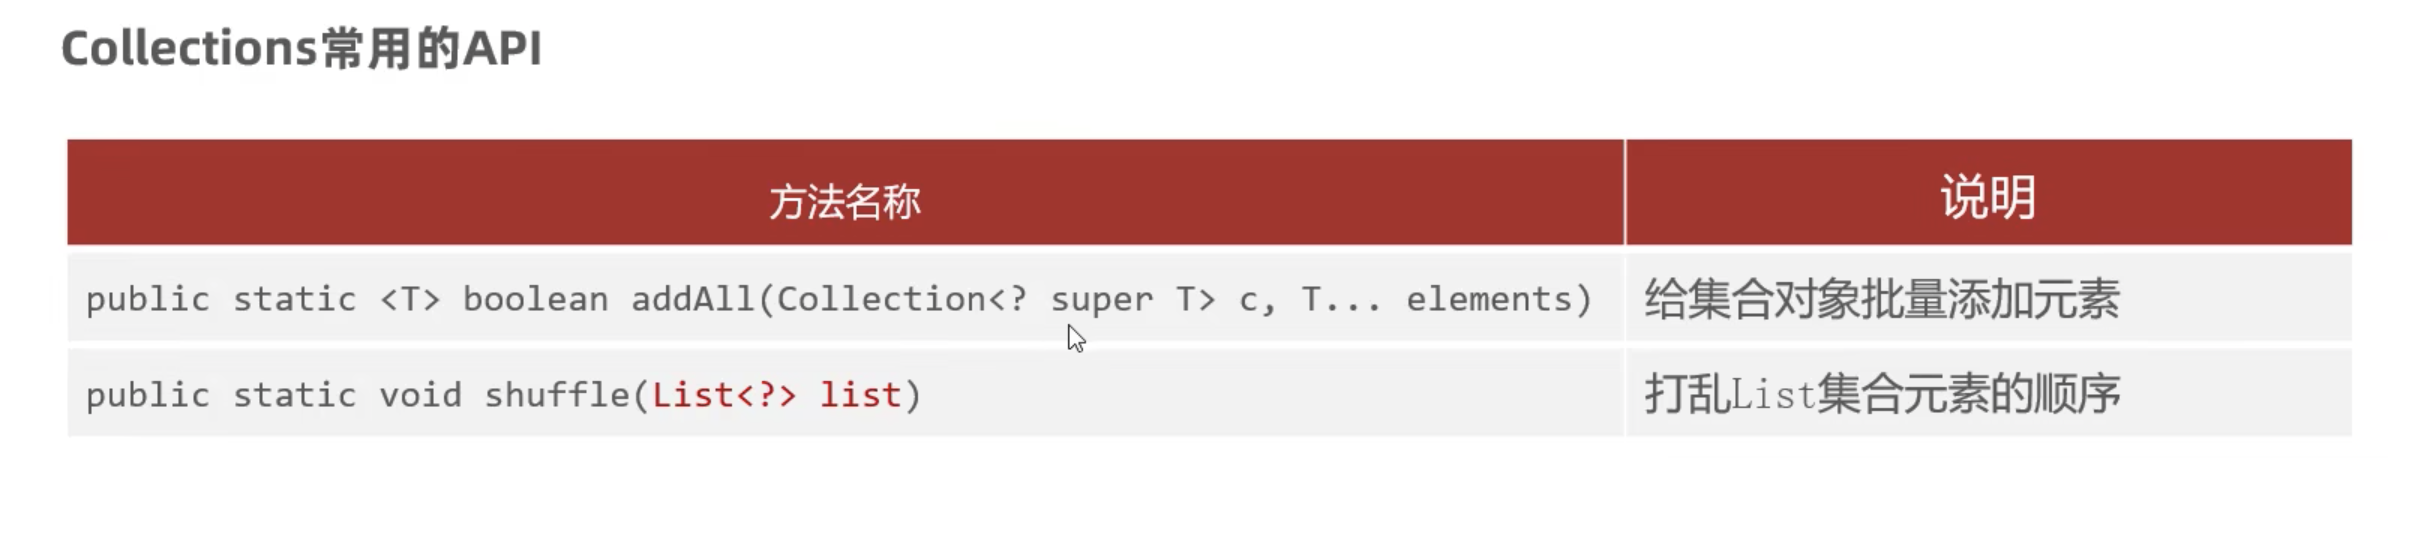 Collections常用的API
方法名称 说明
public static <T> boolean addAll(Collection<? super T> c, T... elements) 给集合对象批量添加元素
public static void shuffle(List<?> list) 打乱List集合元素的顺序